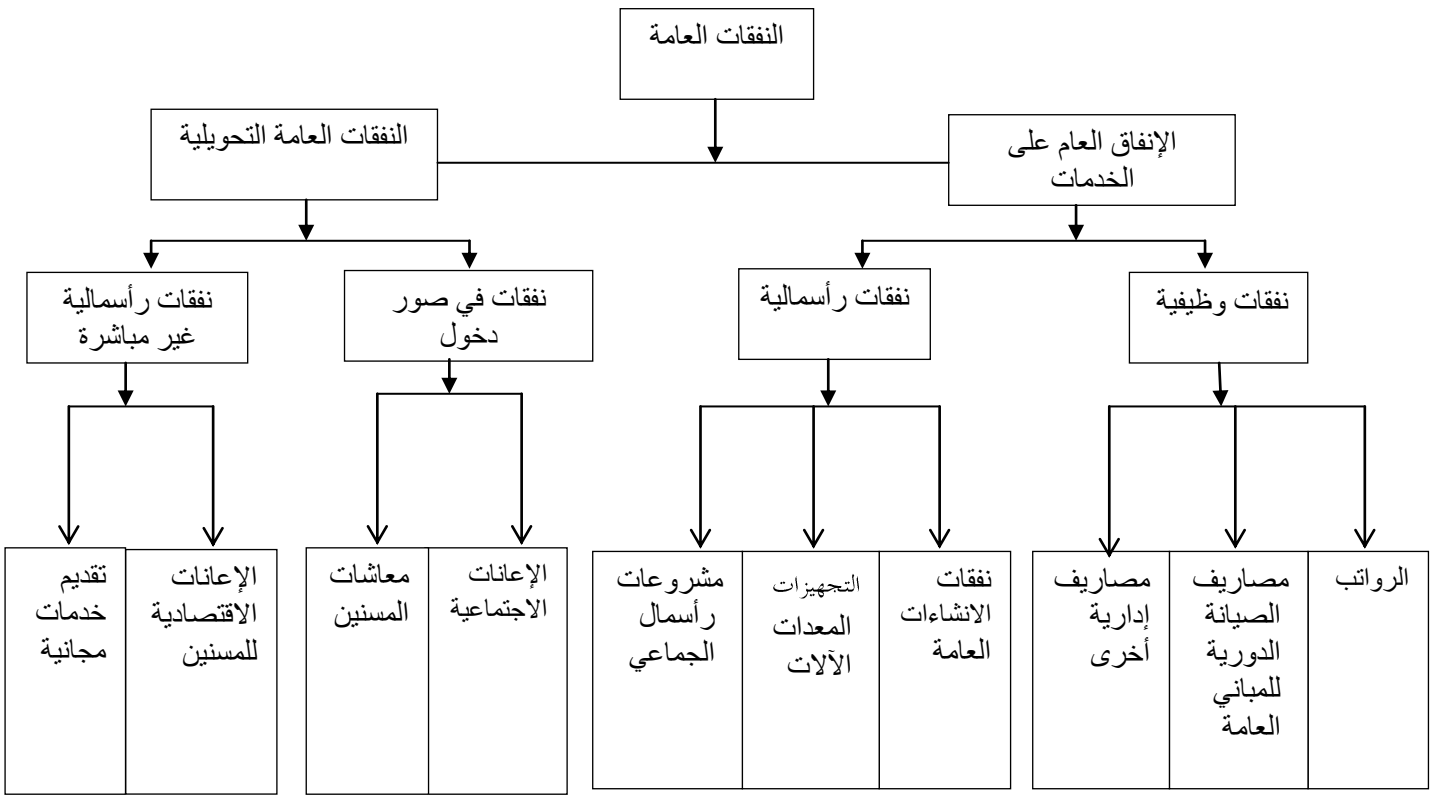 النفقات العامة
الإنفاق العام على
الخدمات
النفقات العامة التحويلية
نفقات وظيفية
نفقات رأسمالية
نفقات في صور
دخول
نفقات رأسمالية
غير مباشرة
الرواتب
مصاريف
الصيانة
الدورية
للمباني
العامة
مصاريف
إدارية
أخرى
نفقات
الانشاءات
العامة
التجهيزات
المعدات
الآلات
مشروعات
رأسمال
الجماعي
الإعانات
الاجتماعية
معاشات
المسنين
الإعانات
الاقتصادية
للمسنين
تقديم
خدمات
مجانية